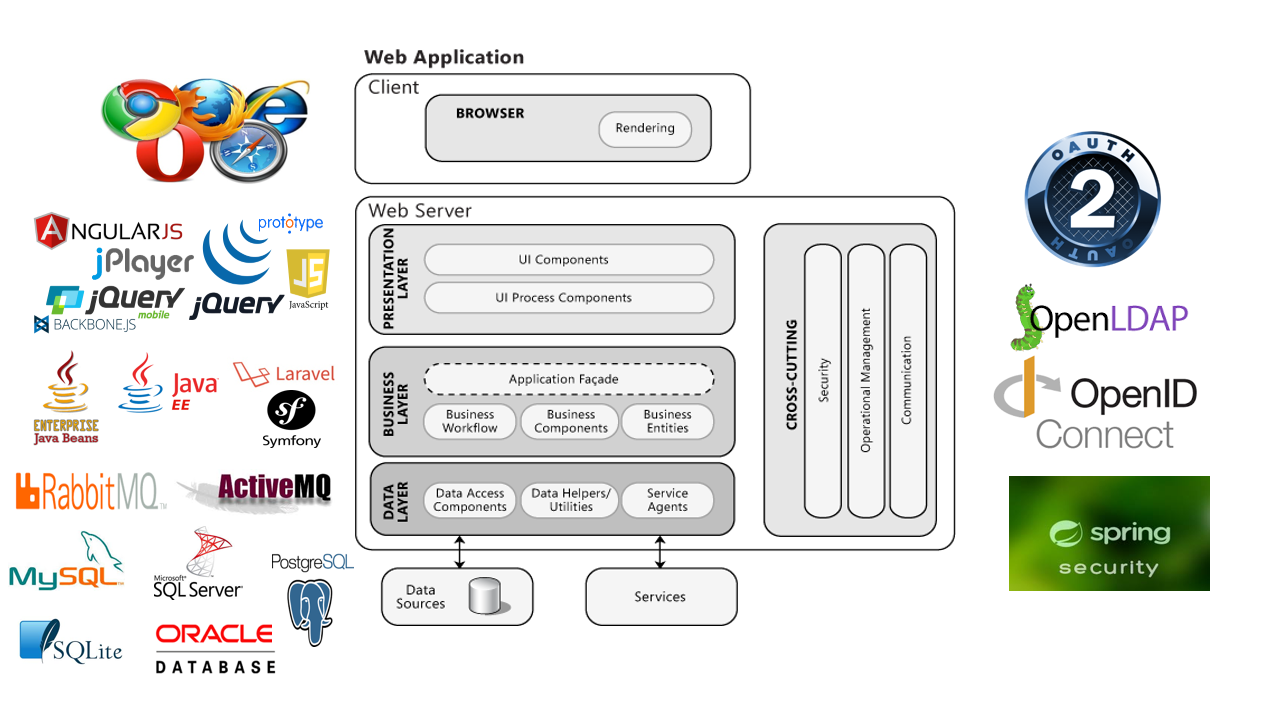 Web Application
Client
BROWSER
Rendering
Web Server
PRESENTATION
LAYER
UI Components
UI Process Components
BUSINESS
LAYER
Application Façade
Business
Workflow
Business
Components
Business
Entities
DATA
LAYER
Data Access
Components
Data Helpers/
Utilities
Service
Agents
CROSS-CUTTING
Security
Operational Management
Communication
Data
Sources
Services
ANGULARJS
prototype
jPlayer
JS
JavaScript
jQuery
mobile
jQuery
BACKBONE.JS
ENTERPRISE
Java Beans
Java
EE
Laravel
sf
Symfony
RabbitMQ™
ActiveMQ
MySQL™
Microsoft®
SQL Server®
PostgreSQL
SQLite
ORACLE
DATABASE
OAUTH
2
OAUTH
OpenLDAP
OpenID
Connect
spring
security